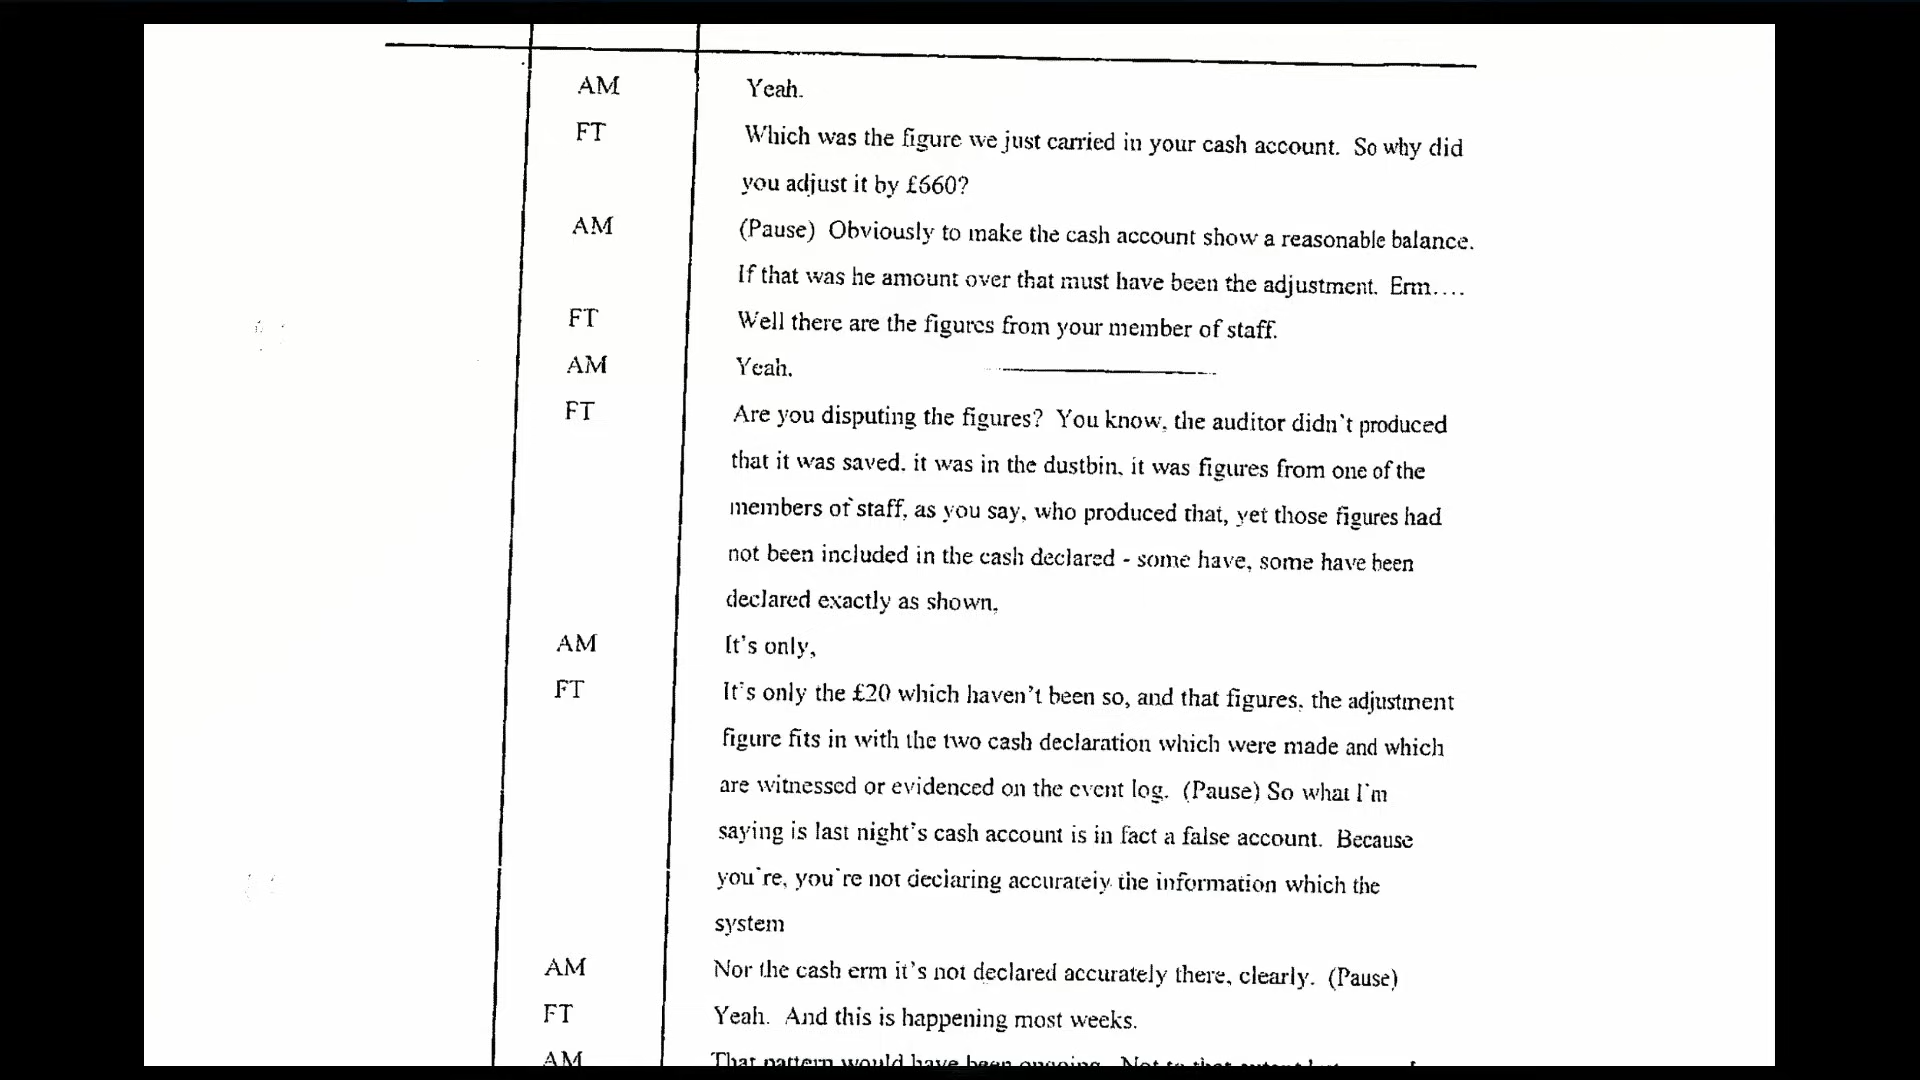 AM Yeah.
FT Which was the figure we just carried in your cash account. So why did
you adjust it by £660?
AM (Pause) Obviously to make the cash account show a reasonable balance.
If that was he amount over that must have been the adjustment. Erm....
FT Well there are the figures from your member of staff.
AM Yeah.
FT Are you disputing the figures? You know, the auditor didn't produced
that it was saved. it was in the dustbin, it was figures from one of the
members of staff, as you say, who produced that, yet those figures had
not been included in the cash declared - some have, some have been
declared exactly as shown,
AM It's only,
FT It's only the £20 which haven't been so, and that figures, the adjustment
figure fits in with the two cash declaration which were made and which
are witnessed or evidenced on the event log. (Pause) So what I'm
saying is last night's cash account is in fact a false account. Because
you're, you're not declaring accurately the information which the
system
AM Nor the cash erm it's not declared accurately there, clearly. (Pause)
FT Yeah. And this is happening most weeks.
AM That pattern would have been ongoing. Not to that extent